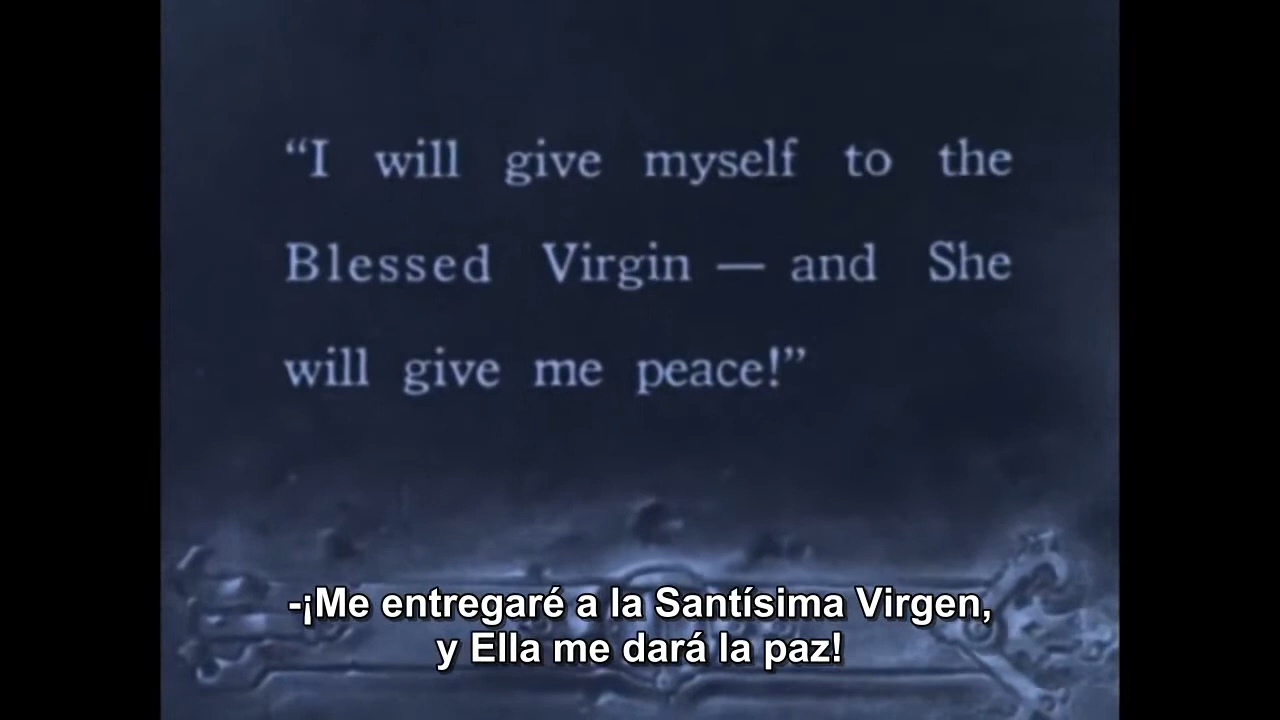 “I will give myself to the
Blessed Virgin — and She
will give me peace!”
-¡Me entregaré a la Santísima Virgen,
y Ella me dará la paz!